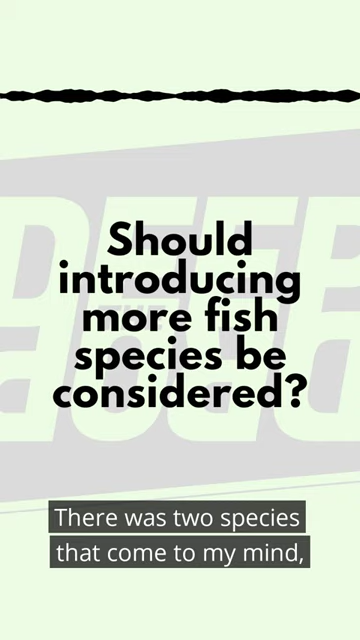 Should
introducing
more fish
species be
considered?
There was two species
that come to my mind,